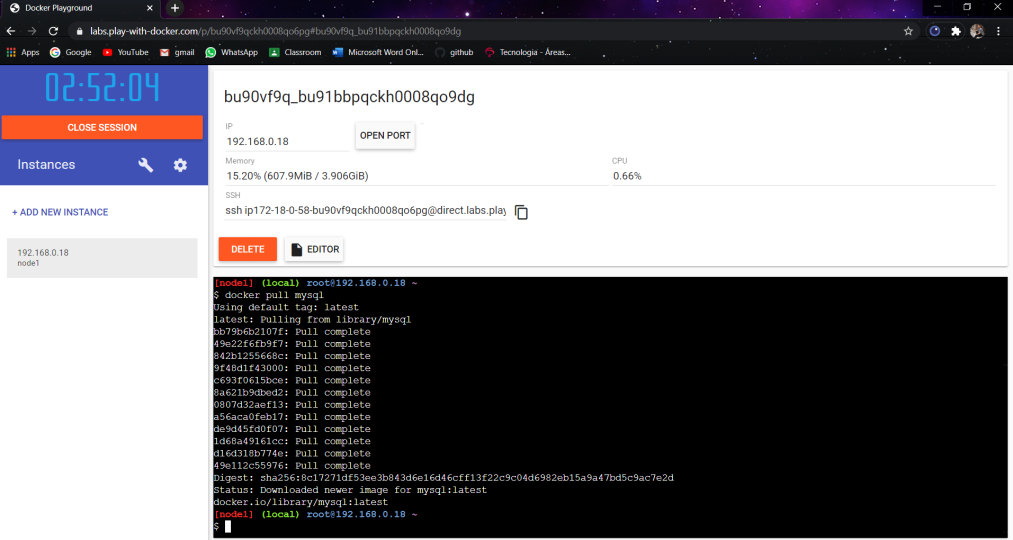 Docker Playground
labs.play-with-docker.com/p/bu90vf9qckh0008qo6pg#bu90vf9q_bu91bbpqckh0008qo9dg
Apps Google YouTube gmail WhatsApp Classroom Microsoft Word Onl... github Tecnologia - Áreas...
02:52:04
CLOSE SESSION
Instances
+ ADD NEW INSTANCE
192.168.0.18
node1
bu90vf9q_bu91bbpqckh0008qo9dg
IP
192.168.0.18
OPEN PORT
Memory
15.20% (607.9MiB / 3.906GiB)
CPU
0.66%
SSH
ssh ip172-18-0-58-bu90vf9qckh0008qo6pg@direct.labs.play
DELETE
EDITOR
[node1] (local) root@192.168.0.18 ~
$ docker pull mysql
Using default tag: latest
latest: Pulling from library/mysql
bb79b6b2107f: Pull complete
49e22f6fb9f7: Pull complete
842b1255668c: Pull complete
9f48d1f43000: Pull complete
c693f0615bce: Pull complete
8a621b9dbed2: Pull complete
0807d32aef13: Pull complete
a56aca0feb17: Pull complete
de9d45fd0f07: Pull complete
1d68a49161cc: Pull complete
d16d318b774e: Pull complete
49e112c55976: Pull complete
Digest: sha256:8c17271df53ee3b843d6e16d46cff13f22c9c04d6982eb15a9a47bd5c9ac7e2d
Status: Downloaded newer image for mysql:latest
docker.io/library/mysql:latest
[node1] (local) root@192.168.0.18 ~
$